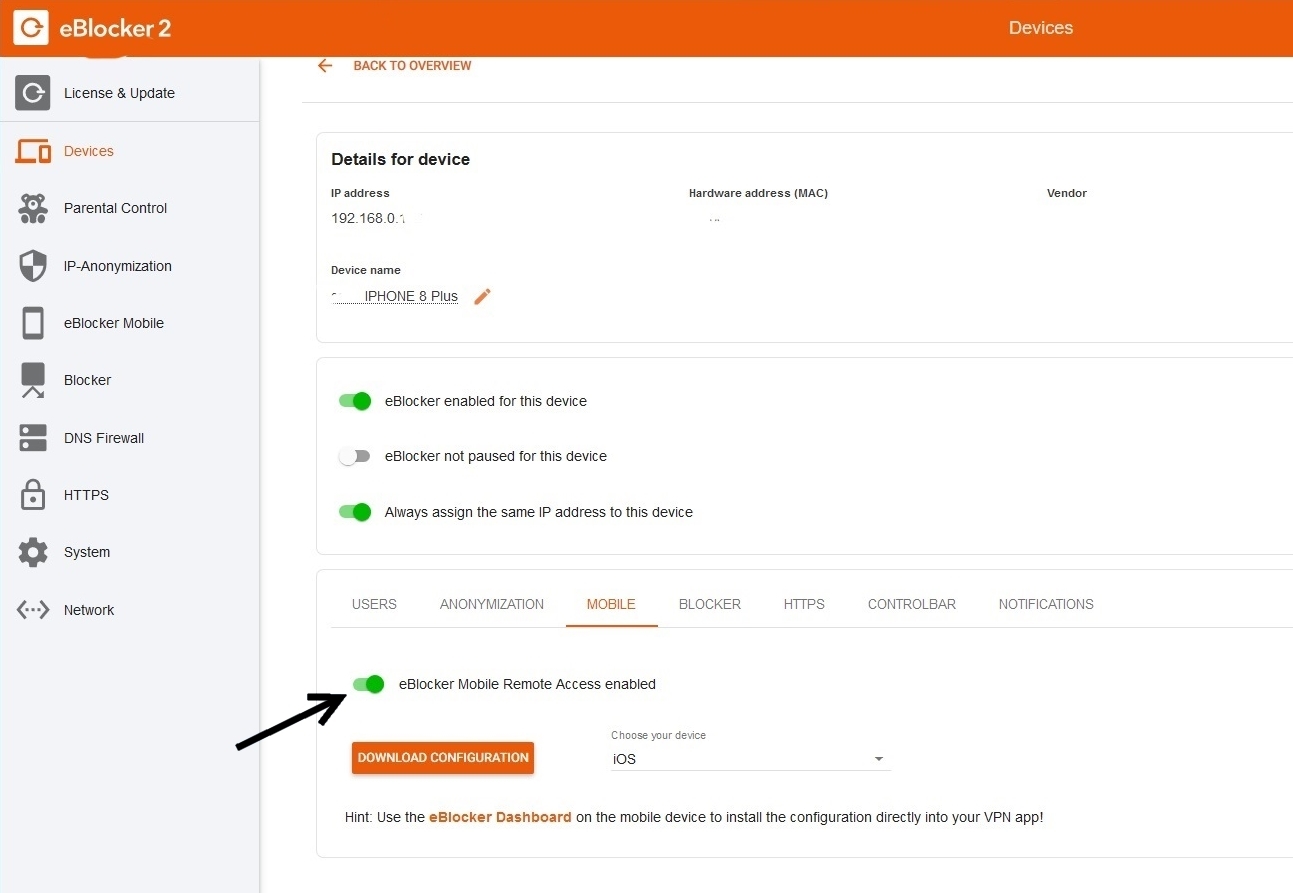 eBlocker 2
Devices
License & Update
Devices
Parental Control
IP-Anonymization
eBlocker Mobile
Blocker
DNS Firewall
HTTPS
System
Network
BACK TO OVERVIEW
Details for device
IP address Hardware address (MAC) Vendor
192.168.0.
Device name
IPHONE 8 Plus
eBlocker enabled for this device
eBlocker not paused for this device
Always assign the same IP address to this device
USERS ANONYMIZATION MOBILE BLOCKER HTTPS CONTROLBAR NOTIFICATIONS
eBlocker Mobile Remote Access enabled
Choose your device
DOWNLOAD CONFIGURATION iOS
Hint: Use the eBlocker Dashboard on the mobile device to install the configuration directly into your VPN app!